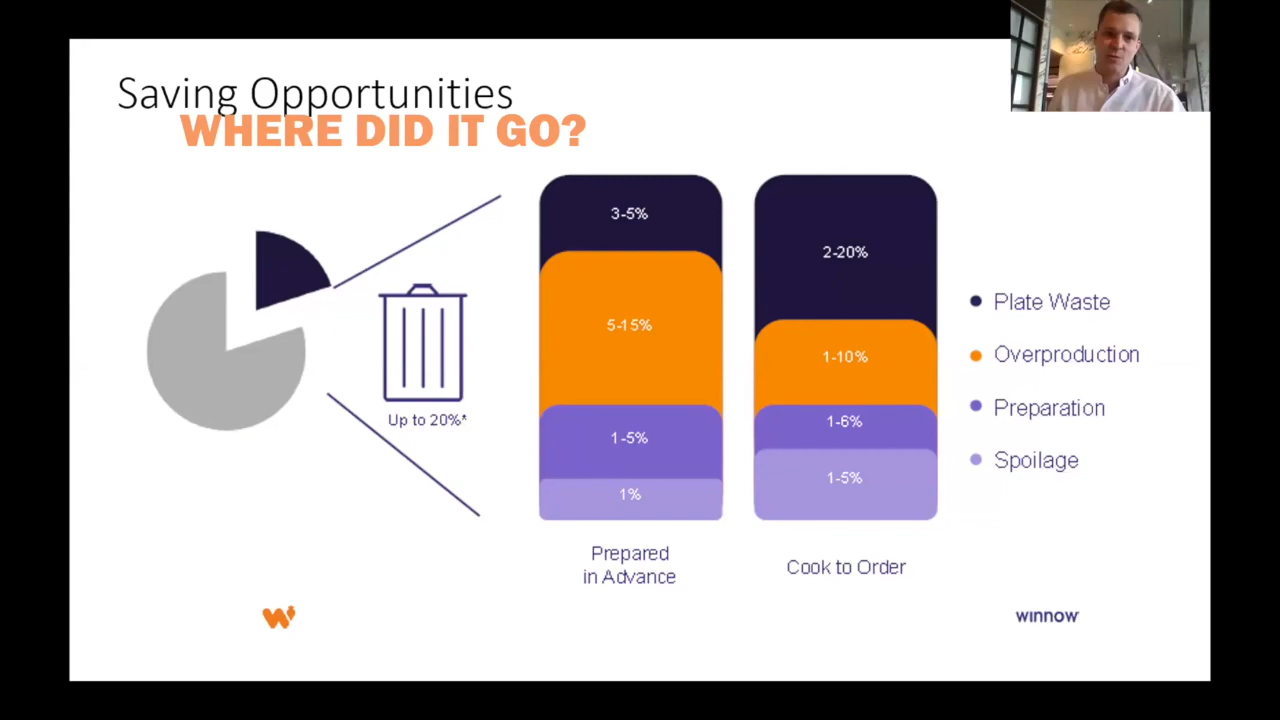 Saving Opportunities
WHERE DID IT GO?
3-5%
2-20%
5-15%
1-10%
1-5%
1-6%
1%
1-5%
Up to 20%*
Plate Waste
Overproduction
Preparation
Spoilage
Prepared
in Advance
Cook to Order
winnow